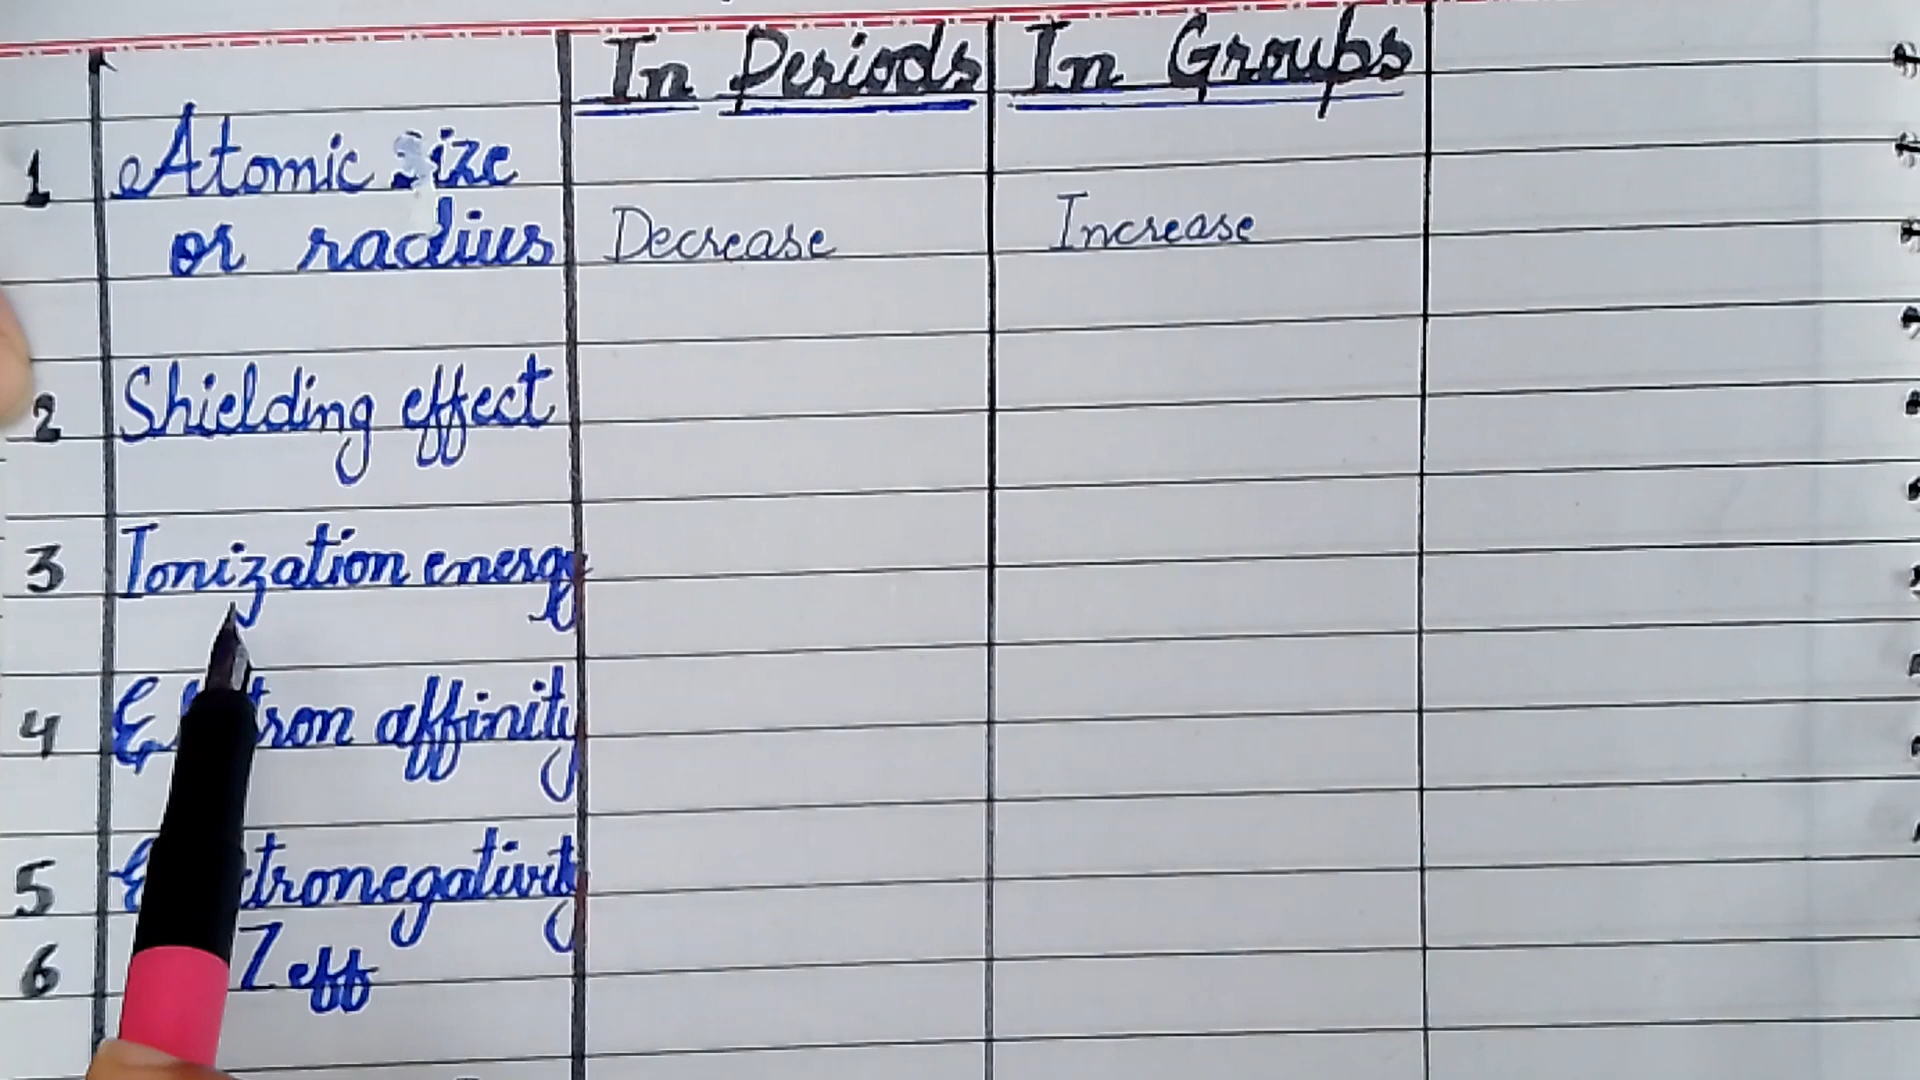 In Periods In Groups
1 Atomic size
or radius Decrease Increase
2 Shielding effect
3 Ionization energy
4 affinity
5
6 Zeff